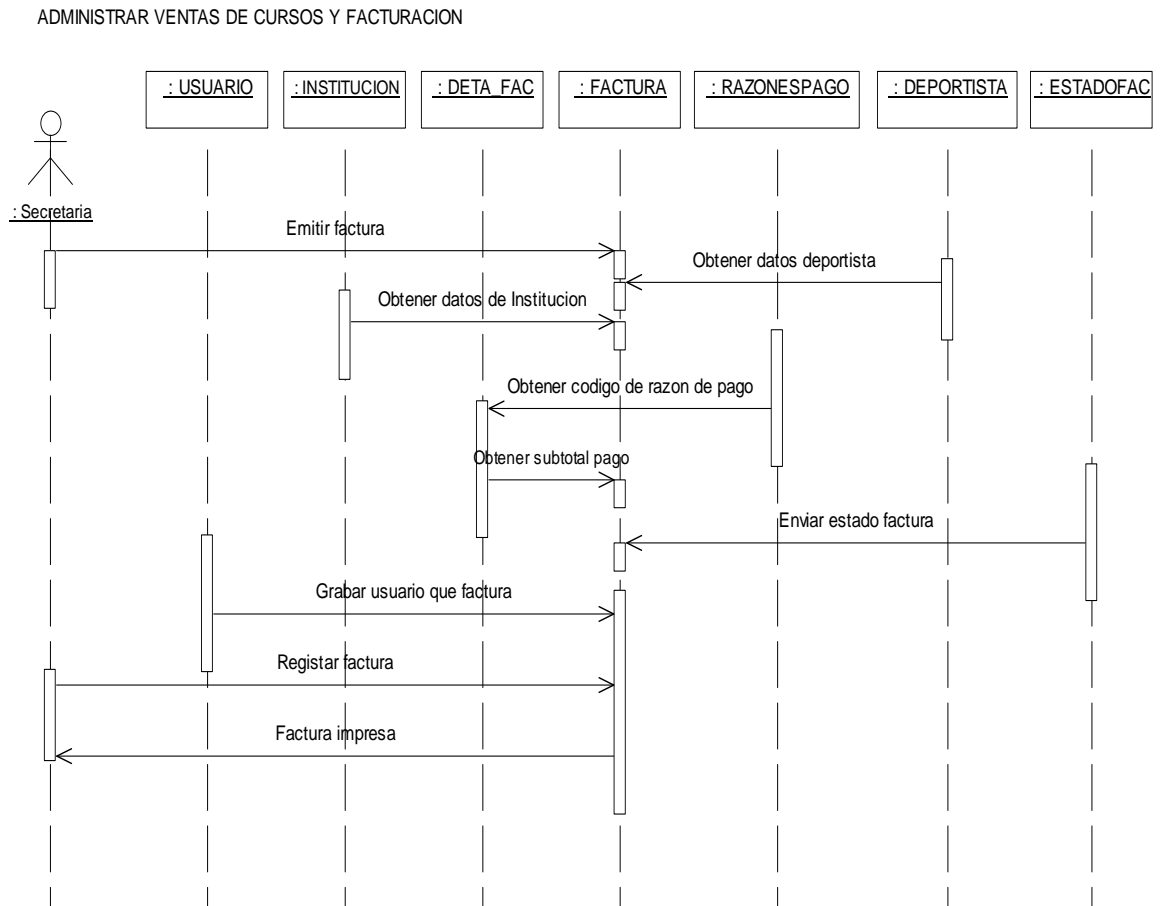 ADMINISTRAR VENTAS DE CURSOS Y FACTURACION
: USUARIO
: INSTITUCION
: DETA_FAC
: FACTURA
: RAZONESPAGO
: DEPORTISTA
: ESTADOFAC
: Secretaria
Emitir factura
Obtener datos deportista
Obtener datos de Institucion
Obtener codigo de razon de pago
Obtener subtotal pago
Enviar estado factura
Grabar usuario que factura
Registar factura
Factura impresa